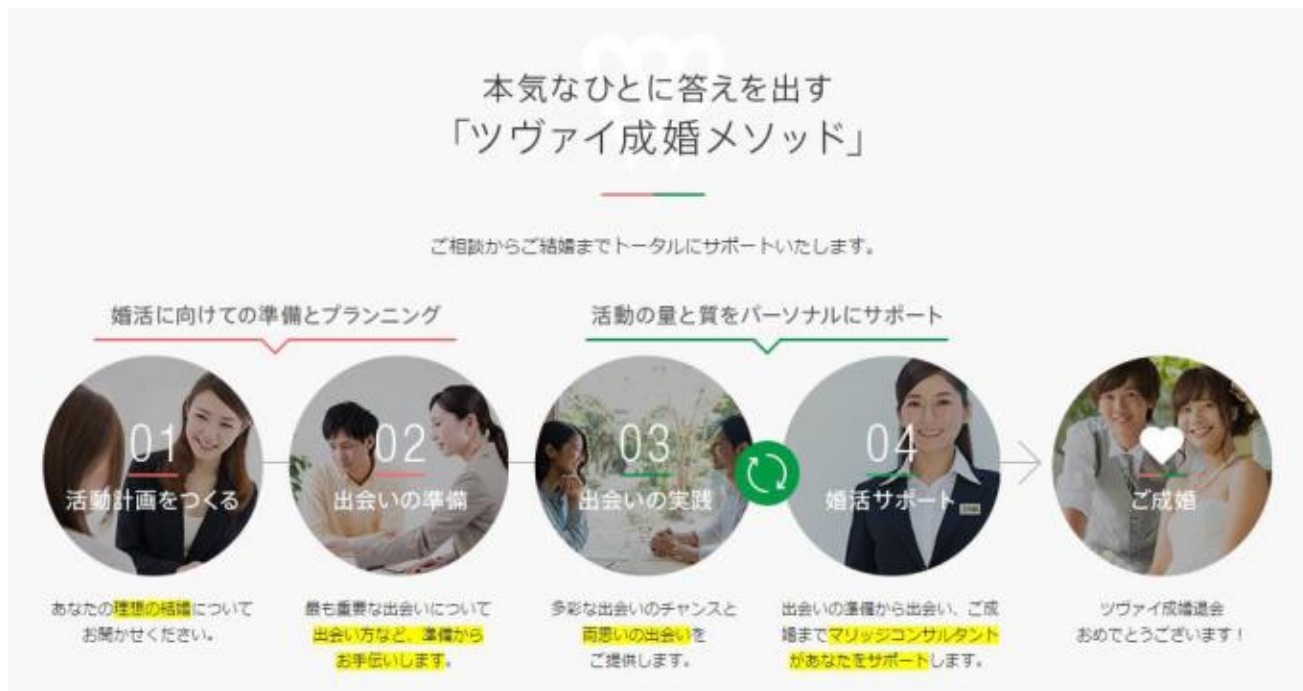 本気なひとに答えを出す
「ツヴァイ成婚メソッド」
ご相談からご結婚までトータルにサポートいたします。
婚活に向けての準備とプランニング
活動の量と質をパーソナルにサポート
01
活動計画をつくる
02
出会いの準備
03
出会いの実践
04
婚活サポート
ご成婚
あなたの理想の結婚について
お聞かせください。
最も重要な出会いについて
出会い方など、準備から
お手伝いします。
多彩な出会いのチャンスと
両思いの出会いを
ご提供します。
出会いの準備から出会い、ご成
婚までマリッジコンサルタント
があなたをサポートします。
ツヴァイ成婚退会
おめでとうございます！